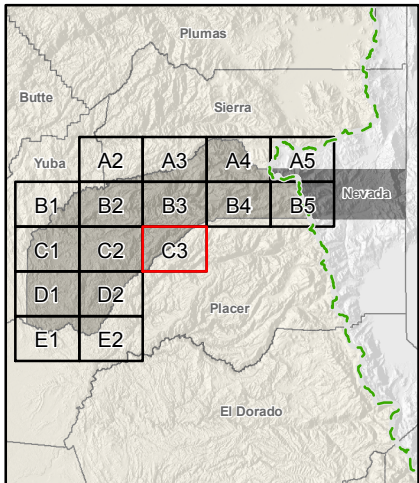 Plumas
Butte
Sierra
Yuba
A2 A3 A4 A5
Nevada
B1 B2 B3 B4 B5
C1 C2 C3
D1 D2
Placer
E1 E2
El Dorado